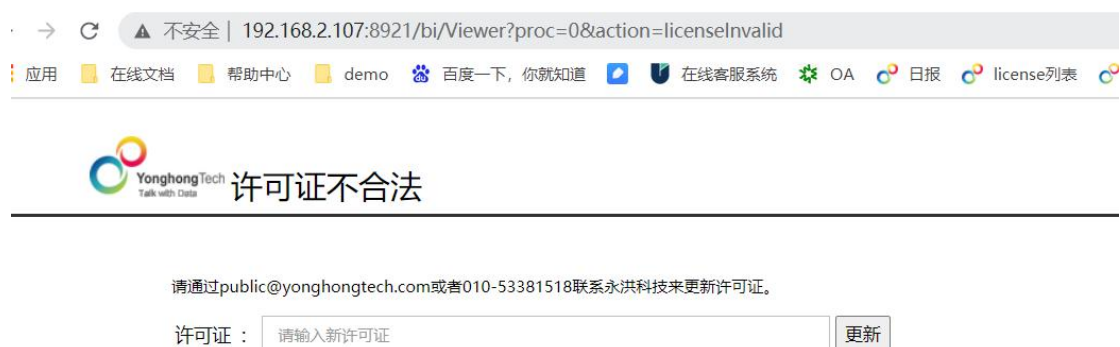 不安全 | 192.168.2.107:8921/bi/Viewer?proc=0&action=licenseInvalid
应用 在线文档 帮助中心 demo 百度一下，你就知道 在线客服系统 OA 日报 license列表
YonghongTech
Talk with Data
许可证不合法
请通过public@yonghongtech.com或者010-53381518联系永洪科技来更新许可证。
许可证 ： 请输入新许可证 更新